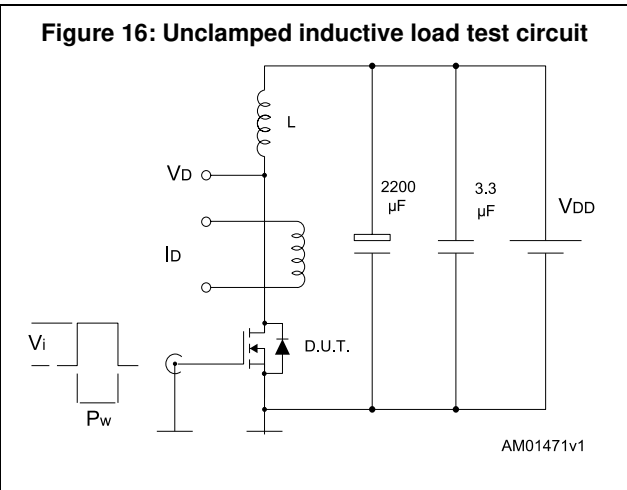 Figure 16: Unclamped inductive load test circuit
L
VD
2200
µF
3.3
µF
VDD
ID
Vi
D.U.T.
Pw
AM01471v1